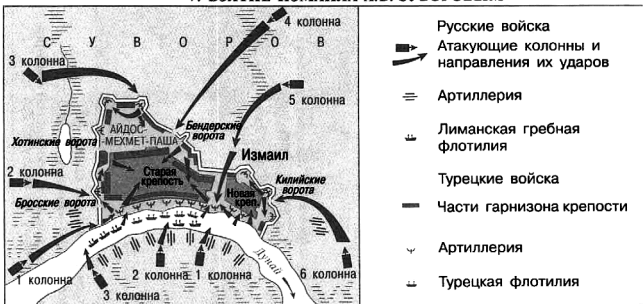 С У В О Р О В
4 колонна
3 колонна
5 колонна
АЙДОС-
-МЕХМЕТ-ПАША
Бендерские
ворота
Хотинские ворота
Измаил
2 колонна
Старая
крепость
Килийские
ворота
Новая
креп.
Бросские ворота
1 колонна
2 колонна
1 колонна
6 колонна
3 колонна
Дунай
Русские войска
Атакующие колонны и
направления их ударов
Артиллерия
Лиманская гребная
флотилия
Турецкие войска
Части гарнизона крепости
Артиллерия
Турецкая флотилия